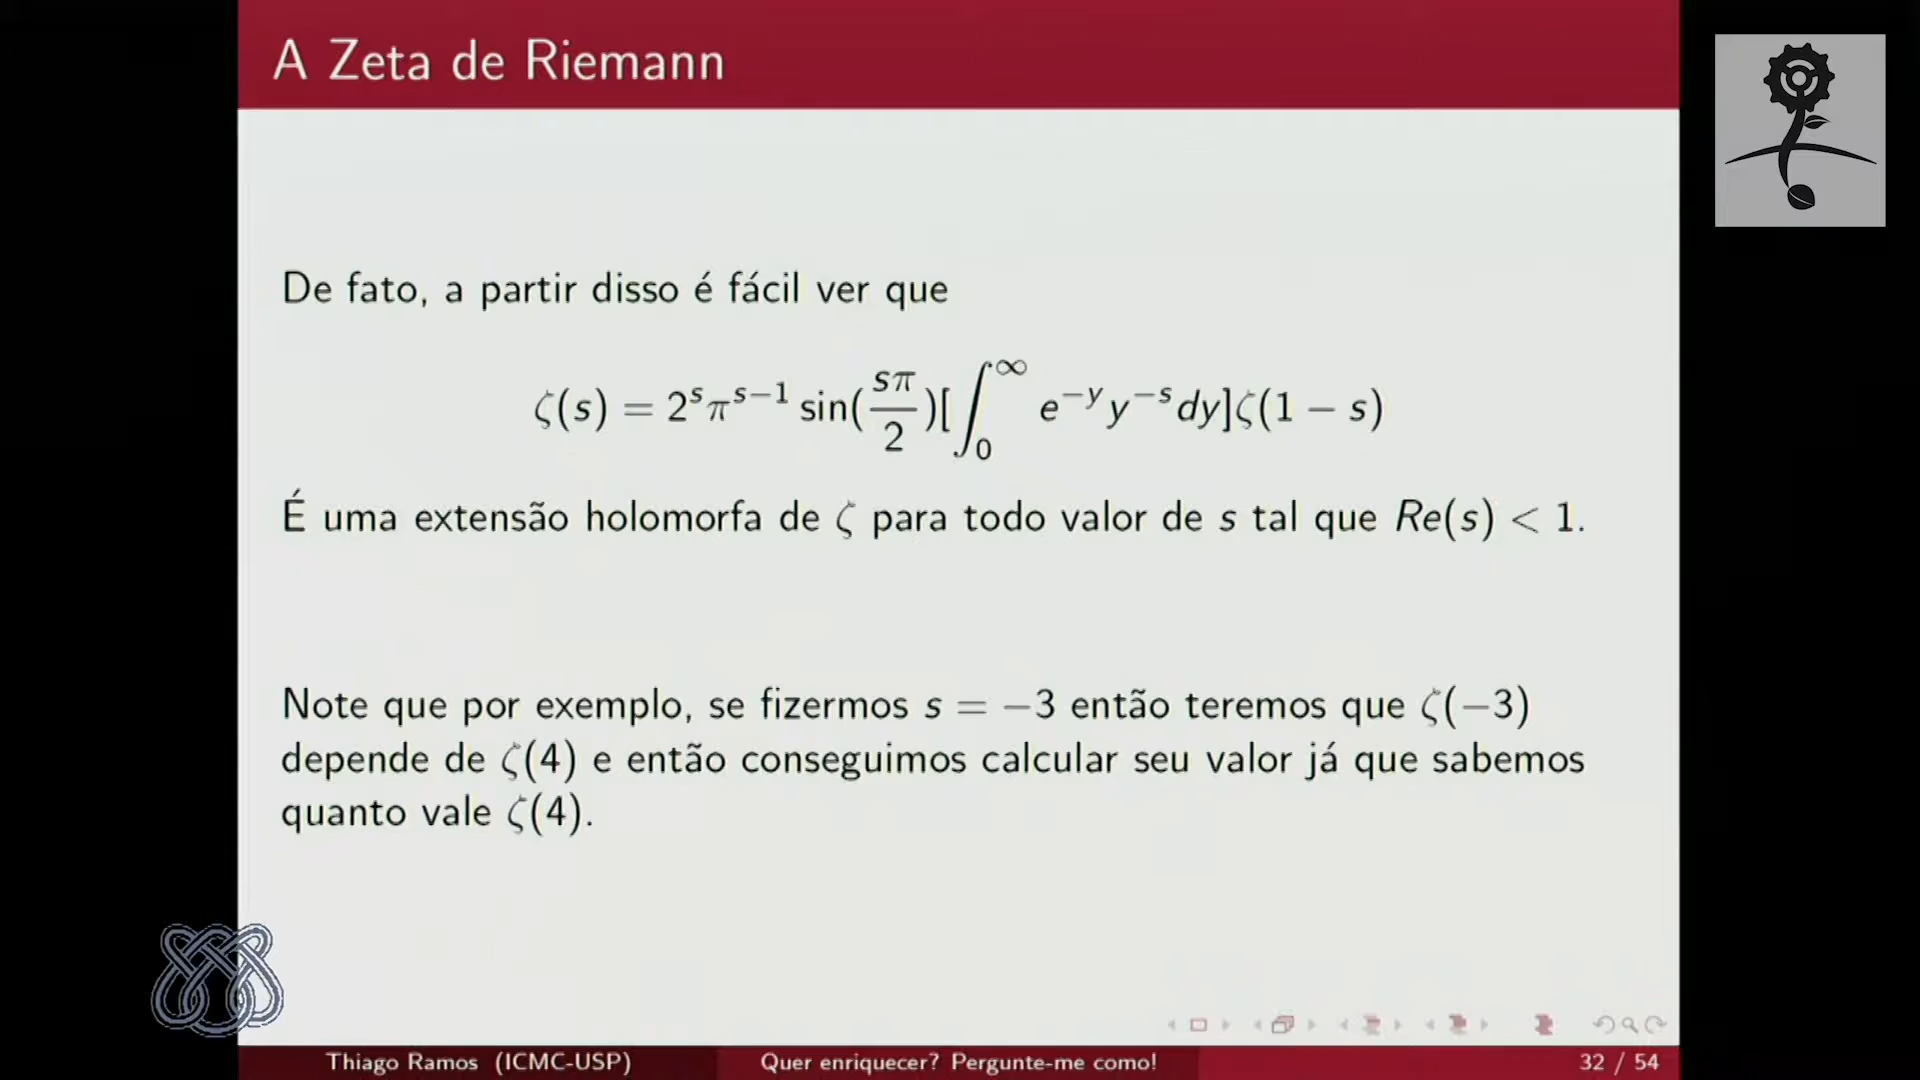 A Zeta de Riemann
De fato, a partir disso é fácil ver que
ζ(s) = 2^s π^{s−1} sin(\frac{sπ}{2})[∫_0^∞ e^{−y} y^{−s} dy]ζ(1 − s)
É uma extensão holomorfa de ζ para todo valor de s tal que Re(s) < 1.
Note que por exemplo, se fizermos s = −3 então teremos que ζ(−3)
depende de ζ(4) e então conseguimos calcular seu valor já que sabemos
quanto vale ζ(4).
Thiago Ramos (ICMC-USP) Quer enriquecer? Pergunte-me como! 32 / 54